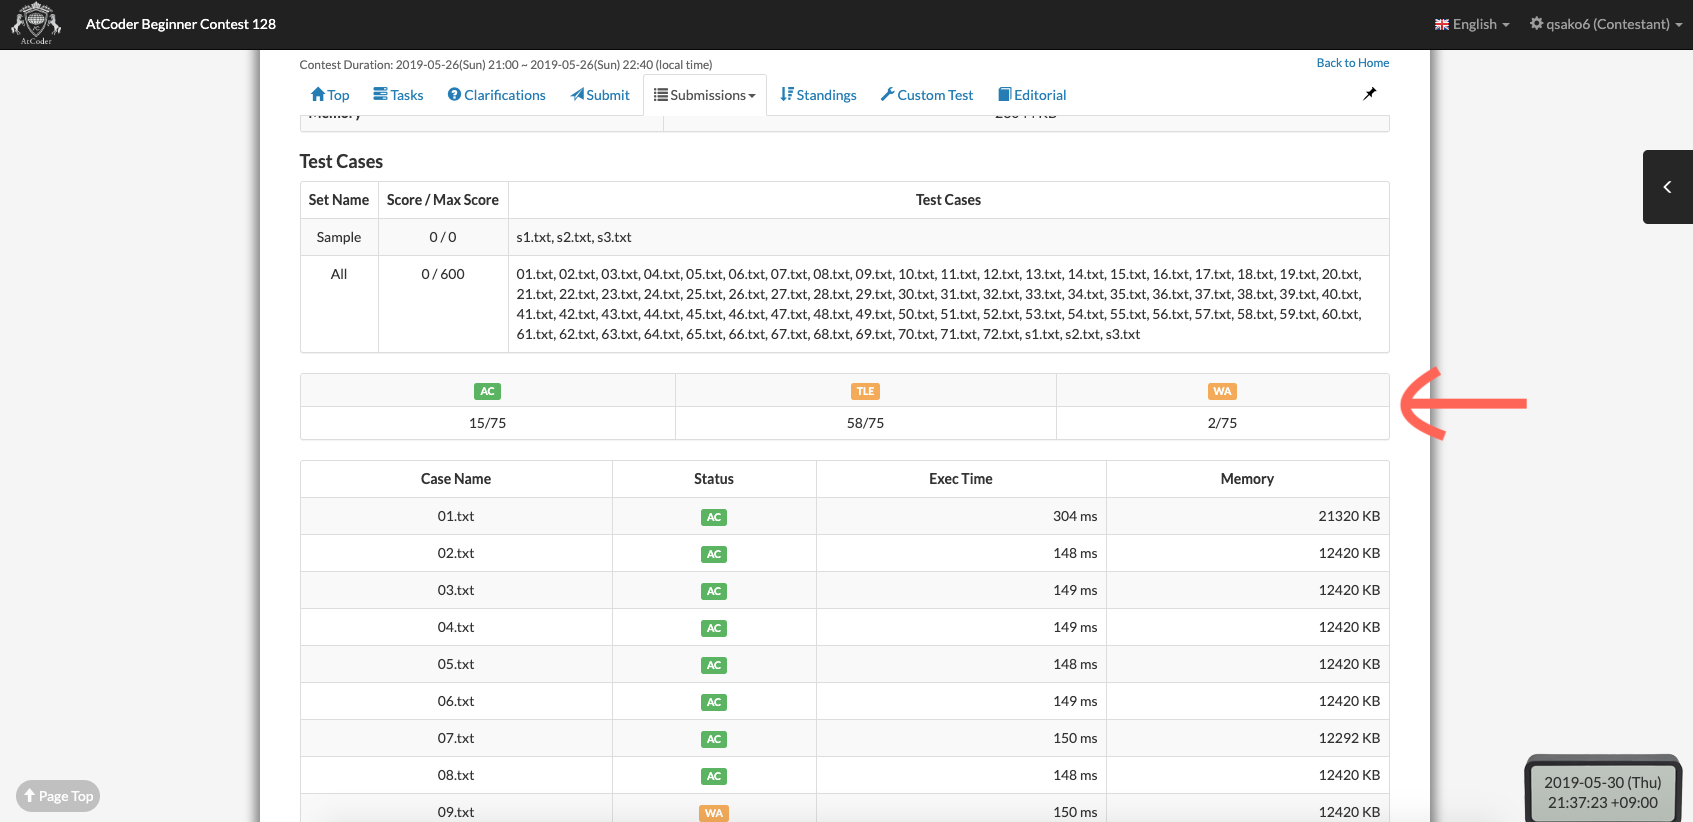 AtCoder
AtCoder Beginner Contest 128
English
qsako6 (Contestant)
Contest Duration: 2019-05-26(Sun) 21:00 ~ 2019-05-26(Sun) 22:40 (local time)
Back to Home
Top Tasks Clarifications Submit Submissions Standings Custom Test Editorial
Test Cases
Set Name Score / Max Score Test Cases
Sample 0 / 0 s1.txt, s2.txt, s3.txt
All 0 / 600 01.txt, 02.txt, 03.txt, 04.txt, 05.txt, 06.txt, 07.txt, 08.txt, 09.txt, 10.txt, 11.txt, 12.txt, 13.txt, 14.txt, 15.txt, 16.txt, 17.txt, 18.txt, 19.txt, 20.txt,
21.txt, 22.txt, 23.txt, 24.txt, 25.txt, 26.txt, 27.txt, 28.txt, 29.txt, 30.txt, 31.txt, 32.txt, 33.txt, 34.txt, 35.txt, 36.txt, 37.txt, 38.txt, 39.txt, 40.txt,
41.txt, 42.txt, 43.txt, 44.txt, 45.txt, 46.txt, 47.txt, 48.txt, 49.txt, 50.txt, 51.txt, 52.txt, 53.txt, 54.txt, 55.txt, 56.txt, 57.txt, 58.txt, 59.txt, 60.txt,
61.txt, 62.txt, 63.txt, 64.txt, 65.txt, 66.txt, 67.txt, 68.txt, 69.txt, 70.txt, 71.txt, 72.txt, s1.txt, s2.txt, s3.txt
AC TLE WA
15/75 58/75 2/75
Case Name Status Exec Time Memory
01.txt AC 304 ms 21320 KB
02.txt AC 148 ms 12420 KB
03.txt AC 149 ms 12420 KB
04.txt AC 149 ms 12420 KB
05.txt AC 148 ms 12420 KB
06.txt AC 149 ms 12420 KB
07.txt AC 150 ms 12292 KB
08.txt AC 148 ms 12420 KB
09.txt WA 150 ms 12420 KB
Page Top
2019-05-30 (Thu)
21:37:23 +09:00